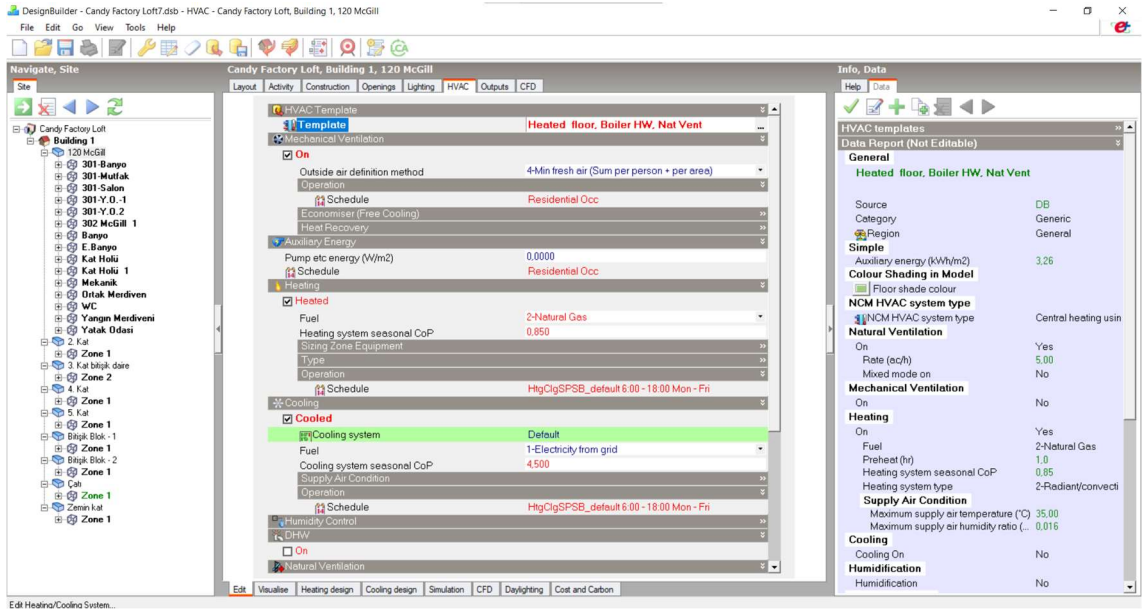 DesignBuilder - Candy Factory Loft7.dsb - HVAC - Candy Factory Loft, Building 1, 120 McGill
File Edit Go View Tools Help
Navigate, Site
Site
Candy Factory Loft
Building 1
120 McGill
301-Banyo
301-Mutfak
301-Salon
301-Y.O.-1
301-Y.O.2
302 McGill 1
Banyo
E.Banyo
Kat Holü
Kat Holü 1
Mekanik
Ortak Merdiven
WC
Yangın Merdiveni
Yatak Odası
2. Kat
Zone 1
3. Kat bitişik daire
Zone 2
4. Kat
Zone 1
5. Kat
Zone 1
Bitişik Blok - 1
Zone 1
Bitişik Blok - 2
Zone 1
Çatı
Zone 1
Zemin kat
Zone 1
Candy Factory Loft, Building 1, 120 McGill
Layout Activity Construction Openings Lighting HVAC Outputs CFD
HVAC Template
Template Heated floor, Boiler HW, Nat Vent ...
Mechanical Ventilation
On
Outside air definition method 4-Min fresh air (Sum per person + per area)
Operation
Schedule Residential Occ
Economiser (Free Cooling)
Heat Recovery
Auxiliary Energy
Pump etc energy (W/m2) 0,0000
Schedule Residential Occ
Heating
Heated
Fuel 2-Natural Gas
Heating system seasonal CoP 0,850
Sizing Zone Equipment
Type
Operation
Schedule HtgClgSPSB_default 6:00 - 18:00 Mon - Fri
Cooling
Cooled
Cooling system Default
Fuel 1-Electricity from grid
Cooling system seasonal CoP 4,500
Supply Air Condition
Operation
Schedule HtgClgSPSB_default 6:00 - 18:00 Mon - Fri
Humidity Control
DHW
On
Natural Ventilation
Edit Visualise Heating design Cooling design Simulation CFD Daylighting Cost and Carbon
Info, Data
Help Data
HVAC templates
Data Report (Not Editable)
General
Heated floor, Boiler HW, Nat Vent
Source DB
Category Generic
Region General
Simple
Auxiliary energy (kWh/m2) 3,26
Colour Shading in Model
Floor shade colour
NCM HVAC system type
NCM HVAC system type Central heating usin
Natural Ventilation
On Yes
Rate (ac/h) 5,00
Mixed mode on No
Mechanical Ventilation
On No
Heating
On Yes
Fuel 2-Natural Gas
Preheat (hr) 1,0
Heating system seasonal CoP 0,85
Heating system type 2-Radiant/convecti
Supply Air Condition
Maximum supply air temperature (°C) 35,00
Maximum supply air humidity ratio (... 0,016
Cooling
Cooling On No
Humidification
Humidification No
Edit Heating/Cooling System...